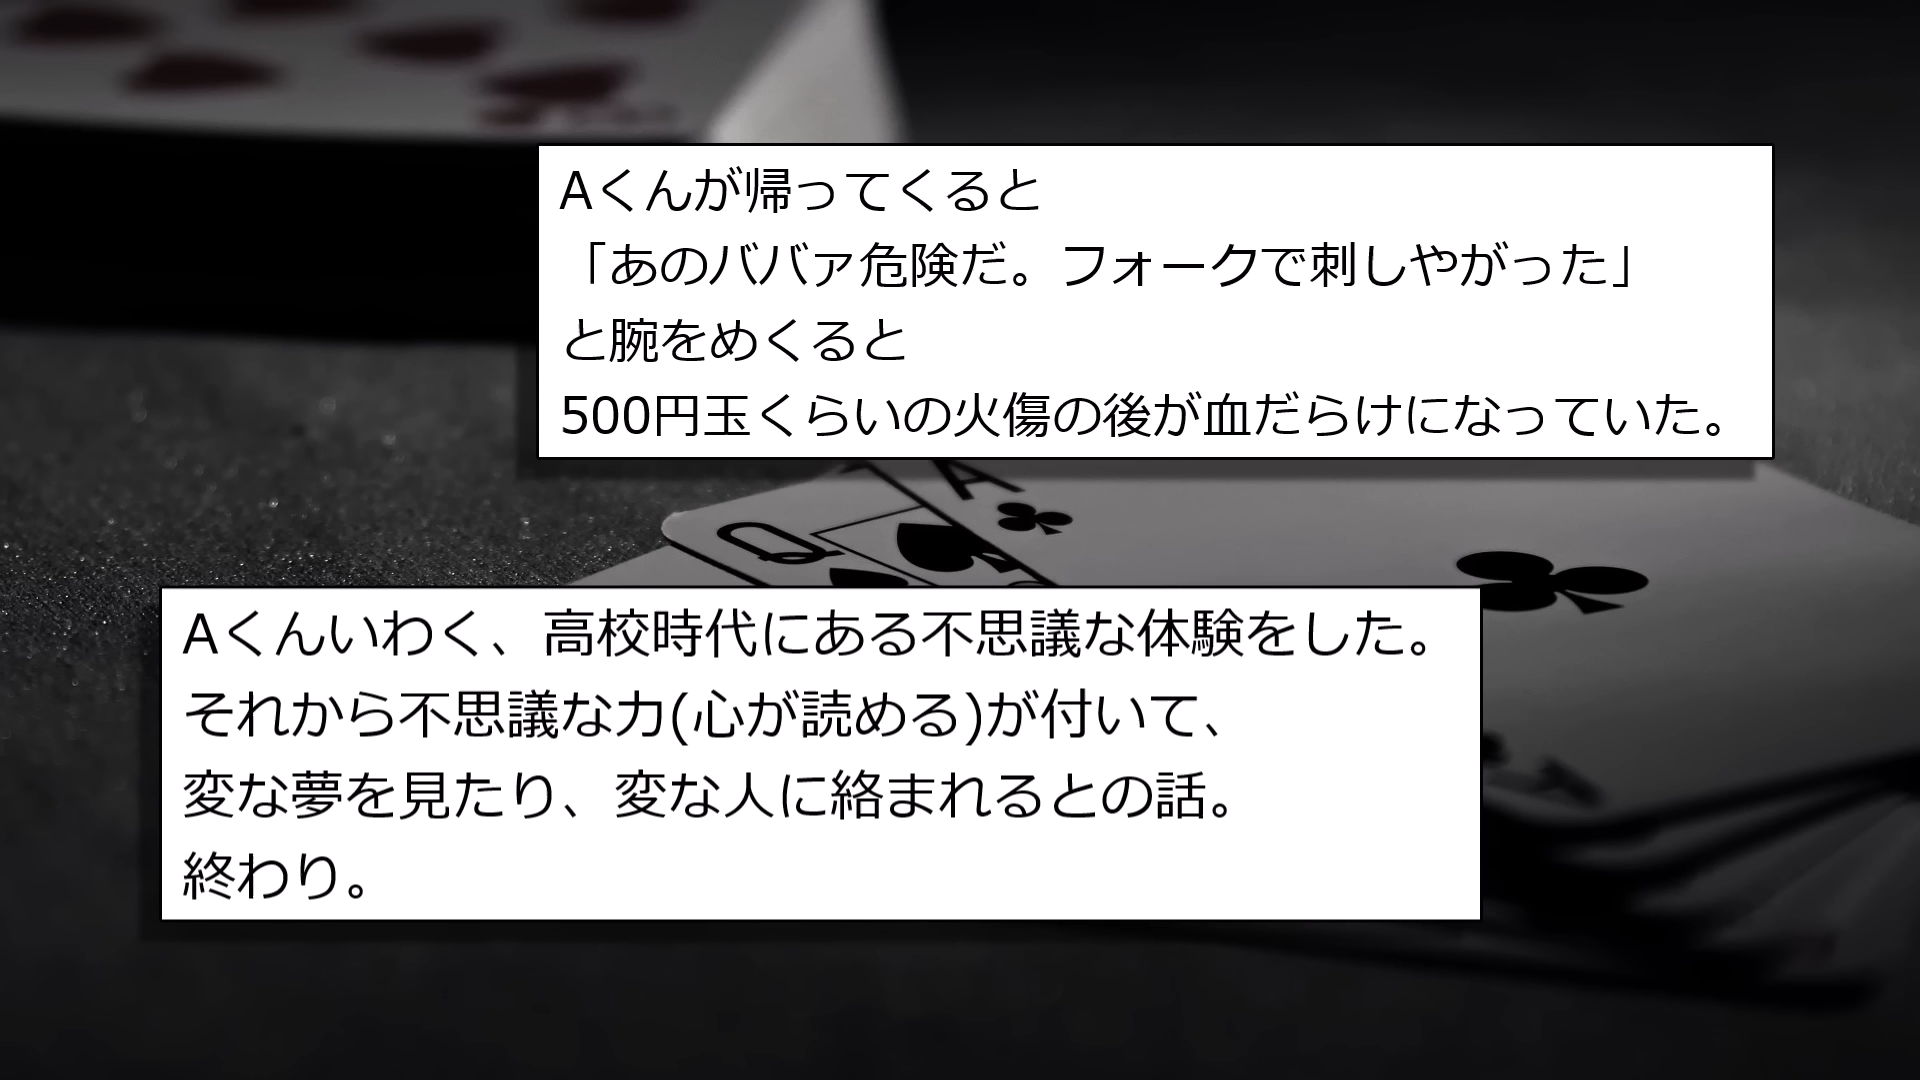 Aくんが帰ってくると
「あのババァ危険だ。フォークで刺しやがった」
と腕をめくると
500円玉くらいの火傷の後が血だらけになっていた。
A
Q
Aくんいわく、高校時代にある不思議な体験をした。
それから不思議な力(心が読める)が付いて、
変な夢を見たり、変な人に絡まれるとの話。
終わり。